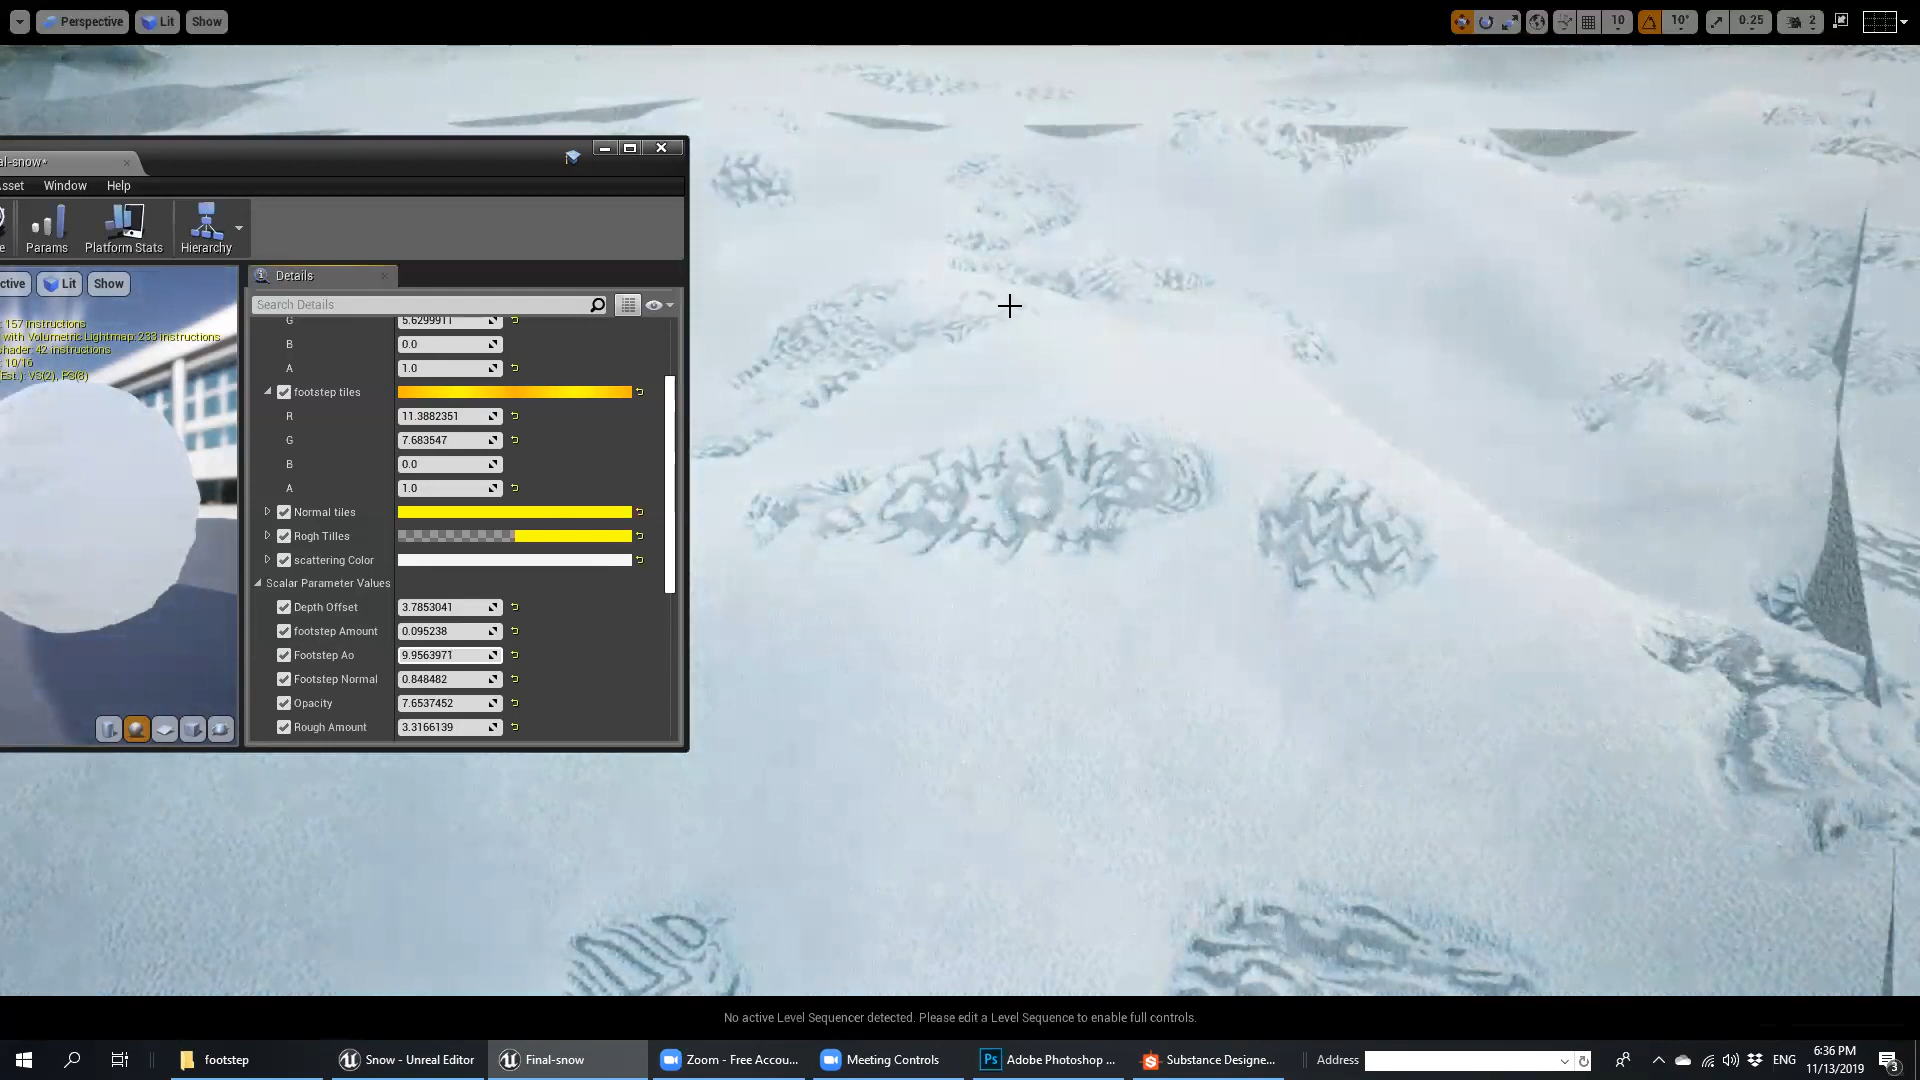 Perspective
Lit
Show
10
10°
0.25
2
al-snow*
Asset
Window
Help
e
Params
Platform Stats
Hierarchy
ctive
Lit
Show
: 157 instructions
with Volumetric Lightmap: 233 instructions
shader: 42 instructions
: 10/16
Est.): VS(2), PS(8)
Details
Search Details
G 5.6299911
B 0.0
A 1.0
footstep tiles
R 11.3882351
G 7.683547
B 0.0
A 1.0
Normal tiles
Rogh Tilles
scattering Color
Scalar Parameter Values
Depth Offset 3.7853041
footstep Amount 0.095238
Footstep Ao 9.9563971
Footstep Normal 0.848482
Opacity 7.6537452
Rough Amount 3.3166139
No active Level Sequencer detected. Please edit a Level Sequence to enable full controls.
footstep
Snow - Unreal Editor
Final-snow
Zoom - Free Accou...
Meeting Controls
Ps
Adobe Photoshop ...
Substance Designe...
Address
ENG
6:36 PM
11/13/2019
3